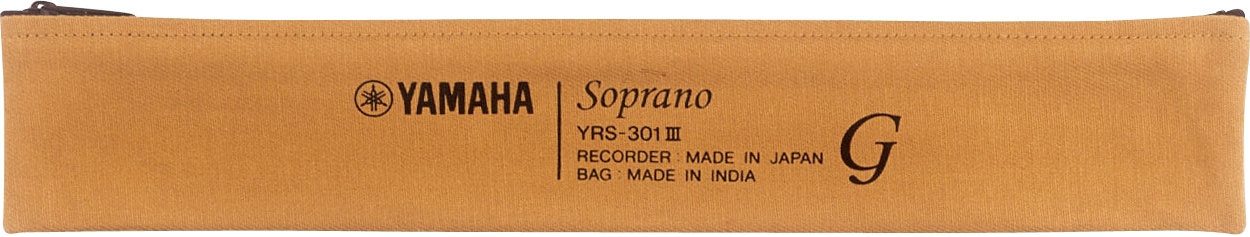 YAMAHA
Soprano
YRS-301 III
RECORDER : MADE IN JAPAN
BAG : MADE IN INDIA
G